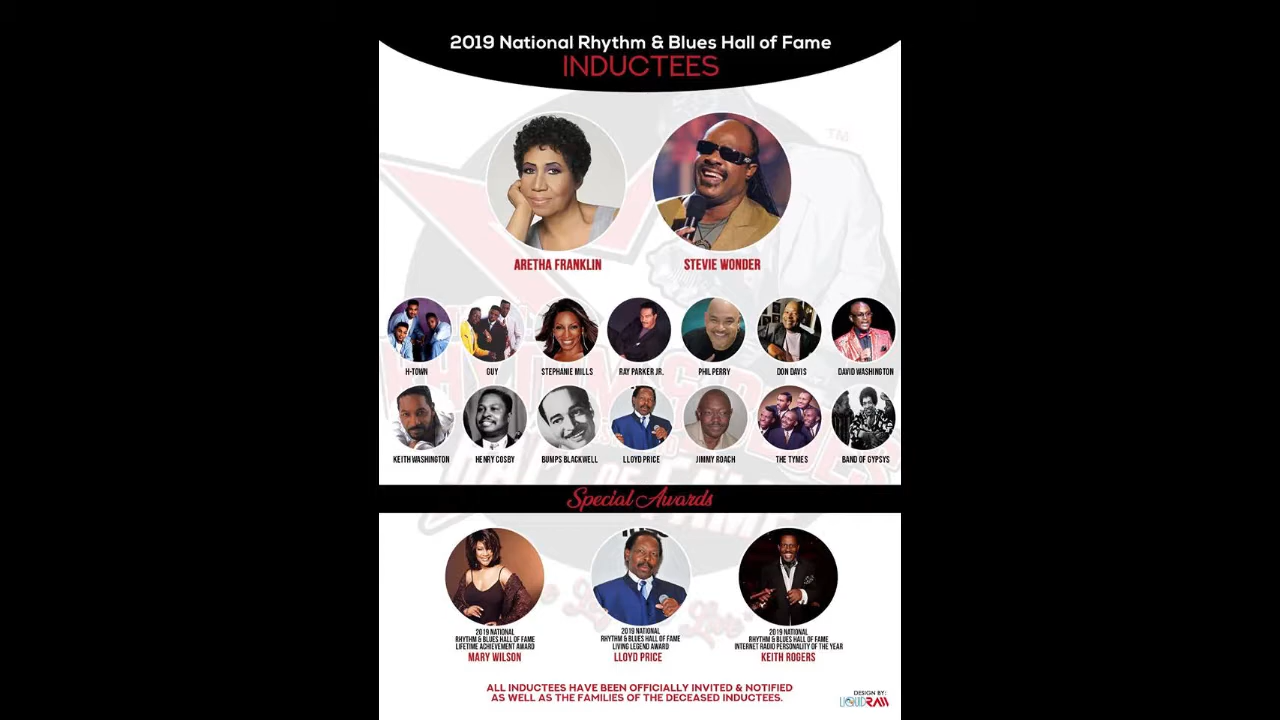 2019 National Rhythm & Blues Hall of Fame
INDUCTEES
TM
ARETHA FRANKLIN STEVIE WONDER
H-TOWN GUY STEPHANIE MILLS RAY PARKER JR. PHIL PERRY DON DAVIS DAVID WASHINGTON
KEITH WASHINGTON HENRY COSBY BUMPS BLACKWELL LLOYD PRICE JIMMY ROACH THE TYMES BAND OF GYPSYS
Special Awards
2019 NATIONAL
RHYTHM & BLUES HALL OF FAME
LIFETIME ACHIEVEMENT AWARD
MARY WILSON
2019 NATIONAL
RHYTHM & BLUES HALL OF FAME
LIVING LEGEND AWARD
LLOYD PRICE
2019 NATIONAL
RHYTHM & BLUES HALL OF FAME
INTERNET RADIO PERSONALITY OF THE YEAR
KEITH ROGERS
ALL INDUCTEES HAVE BEEN OFFICIALLY INVITED & NOTIFIED
AS WELL AS THE FAMILIES OF THE DECEASED INDUCTEES.
DESIGN BY:
LIQUIDRAW